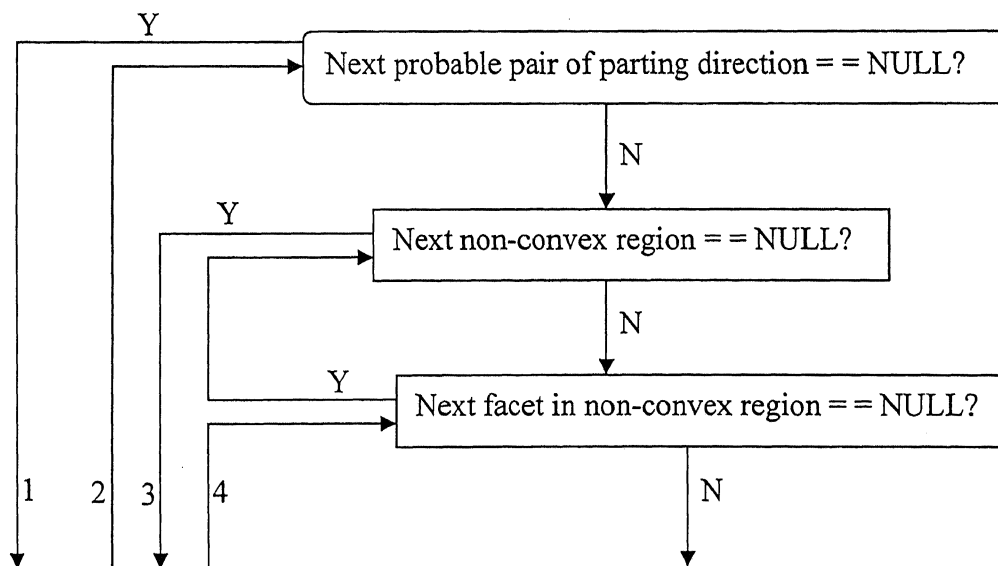 Y
Next probable pair of parting direction = = NULL?
N
Y
Next non-convex region = = NULL?
N
Y
Next facet in non-convex region = = NULL?
1
2
3
4
N